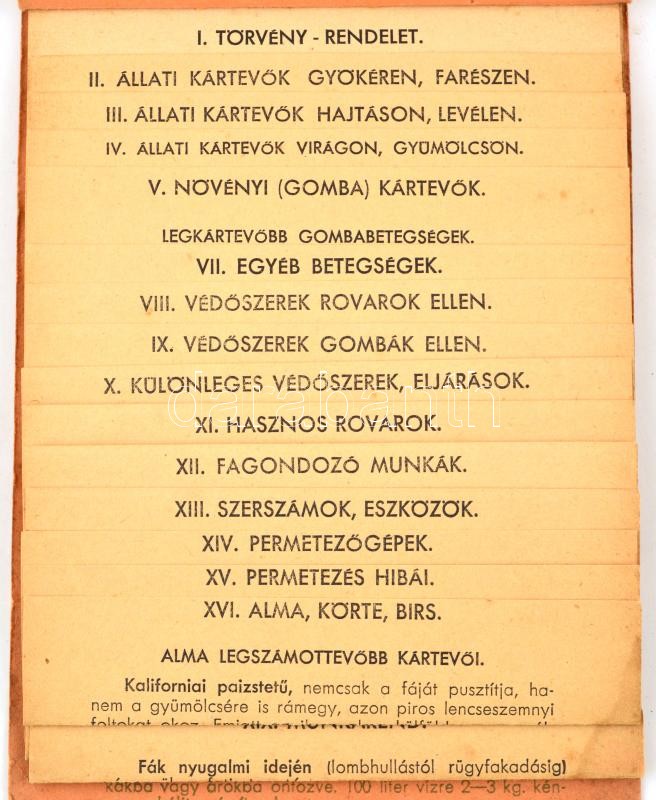 I. TÖRVÉNY - RENDELET.
II. ÁLLATI KÁRTEVŐK GYÖKÉREN, FARÉSZEN.
III. ÁLLATI KÁRTEVŐK HAJTÁSON, LEVÉLEN.
IV. ÁLLATI KÁRTEVŐK VIRÁGON, GYÜMÖLCSÖN.
V. NÖVÉNYI (GOMBA) KÁRTEVŐK.
LEGKÁRTEVŐBB GOMBABETEGSÉGEK.
VII. EGYÉB BETEGSÉGEK.
VIII. VÉDŐSZEREK ROVAROK ELLEN.
IX. VÉDŐSZEREK GOMBÁK ELLEN.
X. KÜLÖNLEGES VÉDŐSZEREK, ELJÁRÁSOK.
darabanth
XI. HASZNOS ROVAROK.
XII. FAGONDOZÓ MUNKÁK.
XIII. SZERSZÁMOK, ESZKÖZÖK.
XIV. PERMETEZŐGÉPEK.
XV. PERMETEZÉS HIBÁI.
XVI. ALMA, KÖRTE, BIRS.
ALMA LEGSZÁMOTTEVŐBB KÁRTEVŐI.
Kaliforniai paizstetű, nemcsak a fáját pusztítja, ha-
nem a gyümölcsére is rámegy, azon piros lencseszemnyi
foltokat okoz.
Fák nyugalmi idején (lombhullástól rügyfakadásig)
kákba vagy árokba öntözve. 100 liter vízre 2—3 kg. kén-